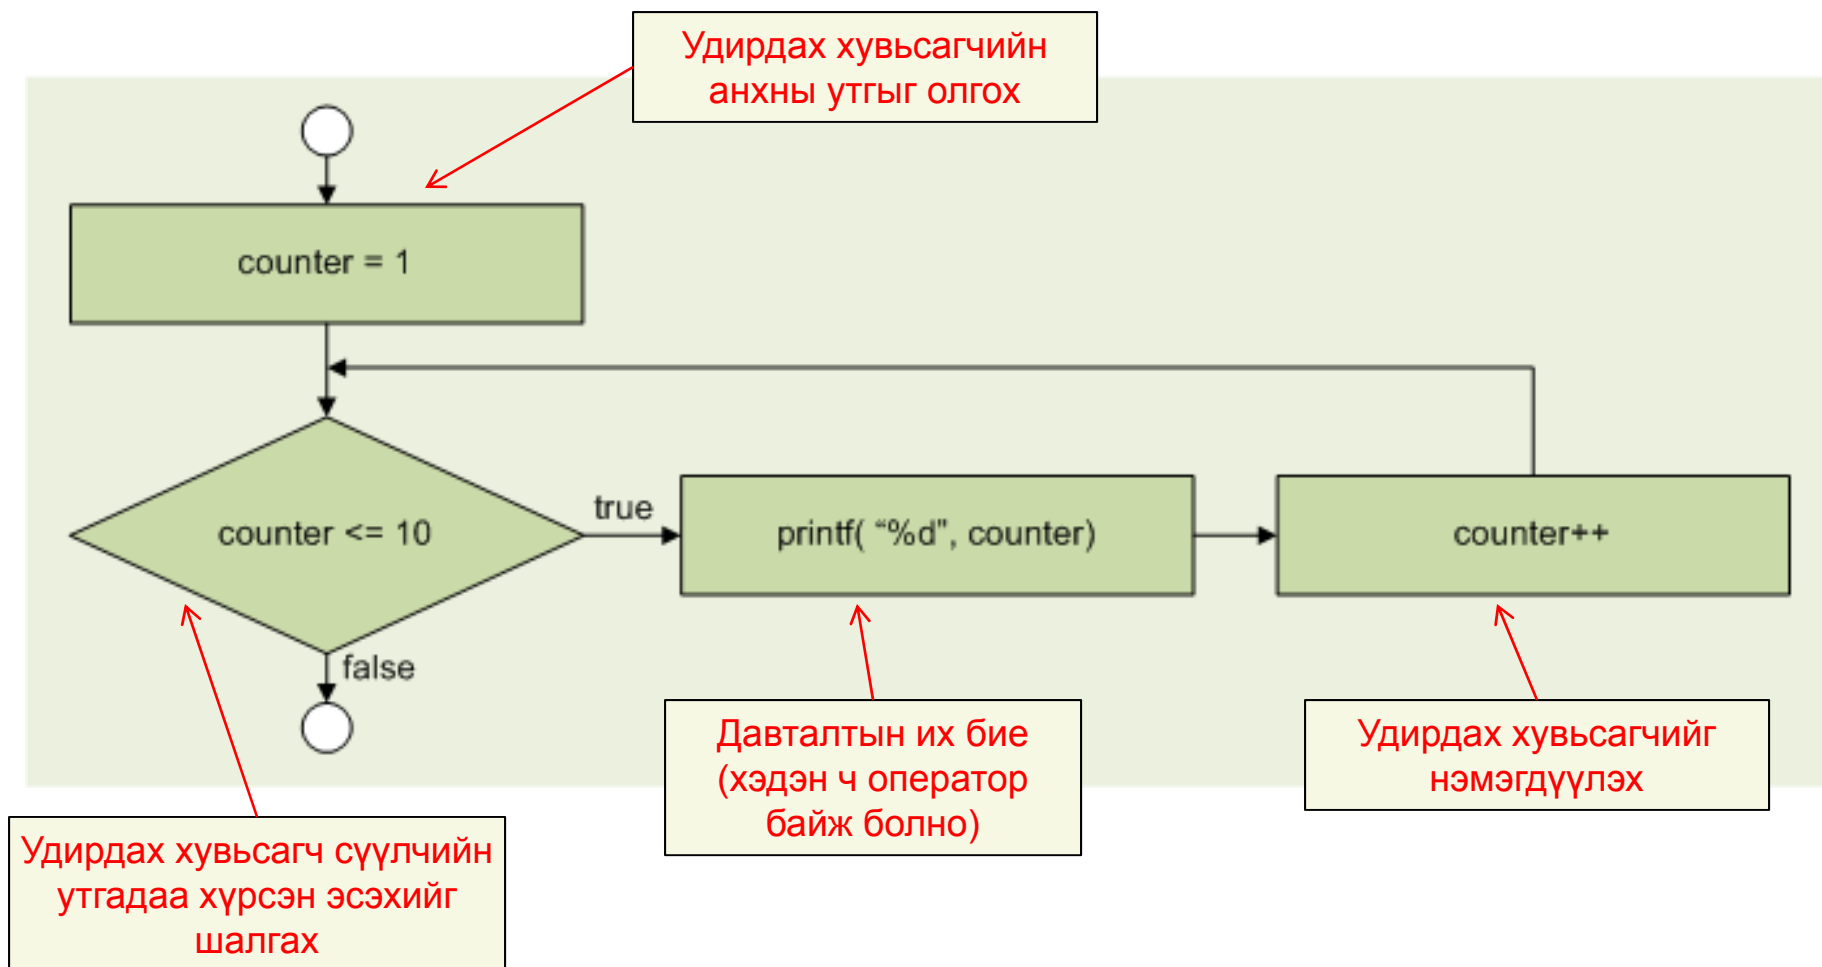 Удирдах хувьсагчийн
анхны утгыг олгох
counter = 1
counter <= 10
true
printf( “%d", counter)
counter++
false
Давталтын их бие
(хэдэн ч оператор
байж болно)
Удирдах хувьсагчийг
нэмэгдүүлэх
Удирдах хувьсагч сүүлчийн
утгадаа хүрсэн эсэхийг
шалгах